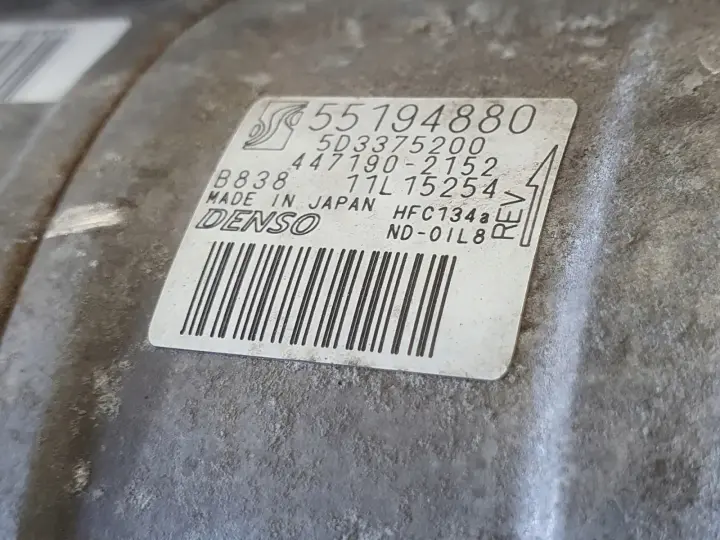 55194880
5D3375200
447190-2152
B838 11L15254
MADE IN JAPAN HFC134a
DENSO ND-OIL8
REV